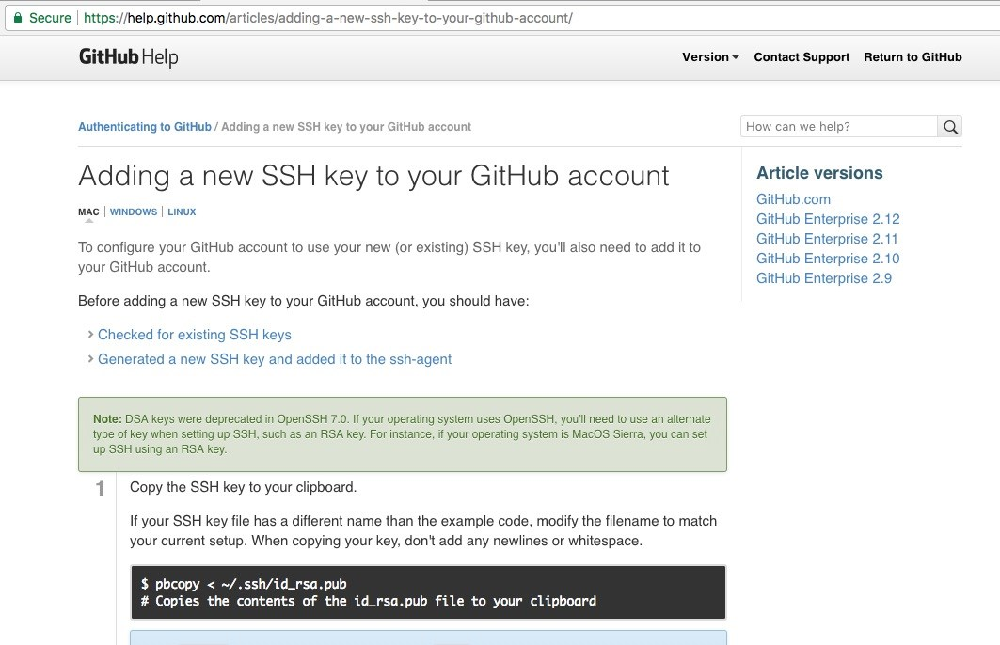 Secure https://help.github.com/articles/adding-a-new-ssh-key-to-your-github-account/
GitHub Help
Version Contact Support Return to GitHub
Authenticating to GitHub / Adding a new SSH key to your GitHub account
How can we help?
Adding a new SSH key to your GitHub account
MAC WINDOWS LINUX
To configure your GitHub account to use your new (or existing) SSH key, you'll also need to add it to
your GitHub account.
Before adding a new SSH key to your GitHub account, you should have:
Checked for existing SSH keys
Generated a new SSH key and added it to the ssh-agent
Note: DSA keys were deprecated in OpenSSH 7.0. If your operating system uses OpenSSH, you'll need to use an alternate
type of key when setting up SSH, such as an RSA key. For instance, if your operating system is MacOS Sierra, you can set
up SSH using an RSA key.
1 Copy the SSH key to your clipboard.
If your SSH key file has a different name than the example code, modify the filename to match
your current setup. When copying your key, don't add any newlines or whitespace.
$ pbcopy < ~/.ssh/id_rsa.pub
# Copies the contents of the id_rsa.pub file to your clipboard
Article versions
GitHub.com
GitHub Enterprise 2.12
GitHub Enterprise 2.11
GitHub Enterprise 2.10
GitHub Enterprise 2.9